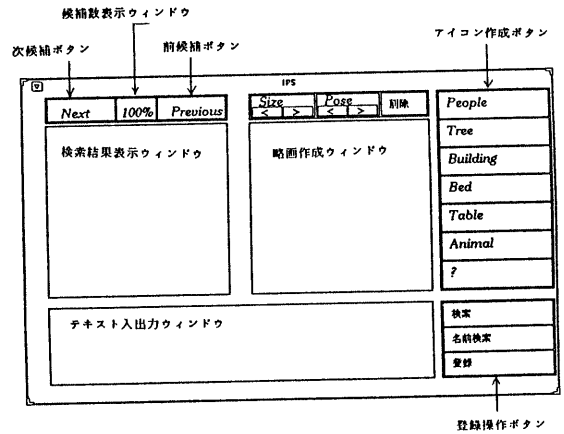 候補数表示ウィンドウ
次候補ボタン
前候補ボタン
アイコン作成ボタン
IPS
Next
100%
Previous
Size
< >
Pose
< >
削除
People
Tree
Building
Bed
Table
Animal
?
検索結果表示ウィンドウ
略画作成ウィンドウ
テキスト入出力ウィンドウ
検索
名前検索
登録
登録操作ボタン